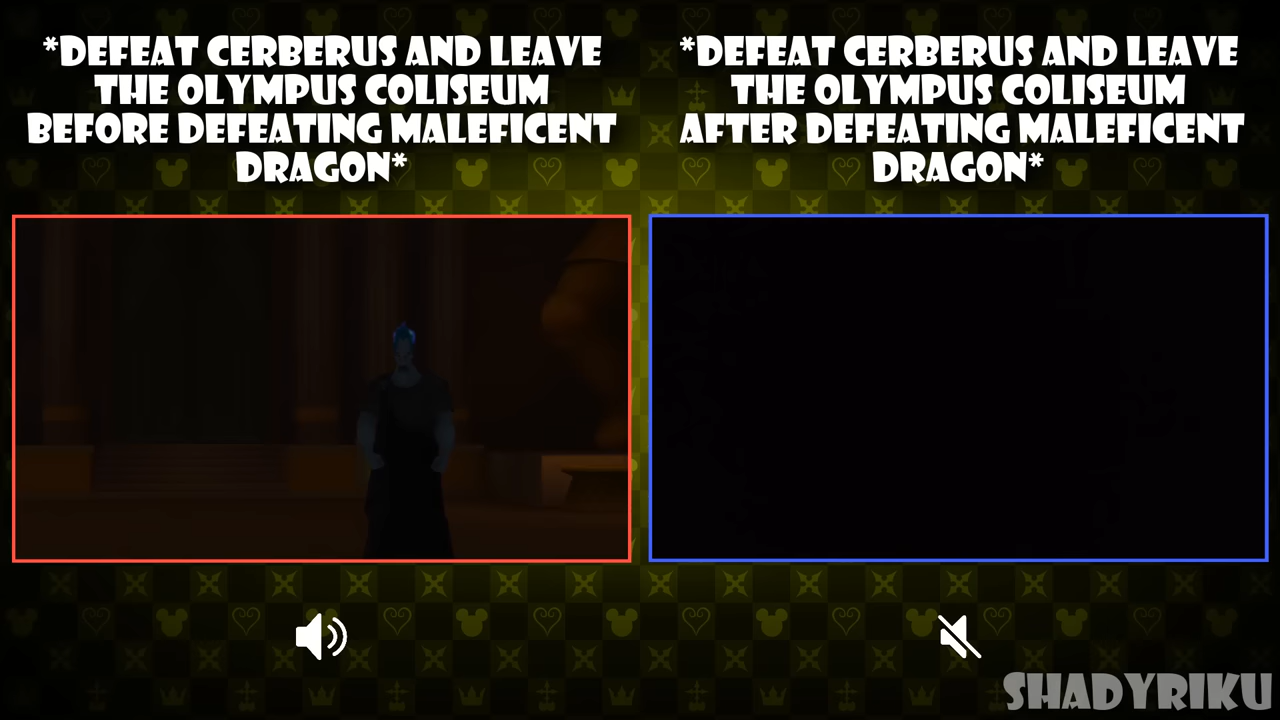 *DEFEAT CERBERUS AND LEAVE
THE OLYMPUS COLISEUM
BEFORE DEFEATING MALEFICENT
DRAGON*
*DEFEAT CERBERUS AND LEAVE
THE OLYMPUS COLISEUM
AFTER DEFEATING MALEFICENT
DRAGON*
SHADYRIKU